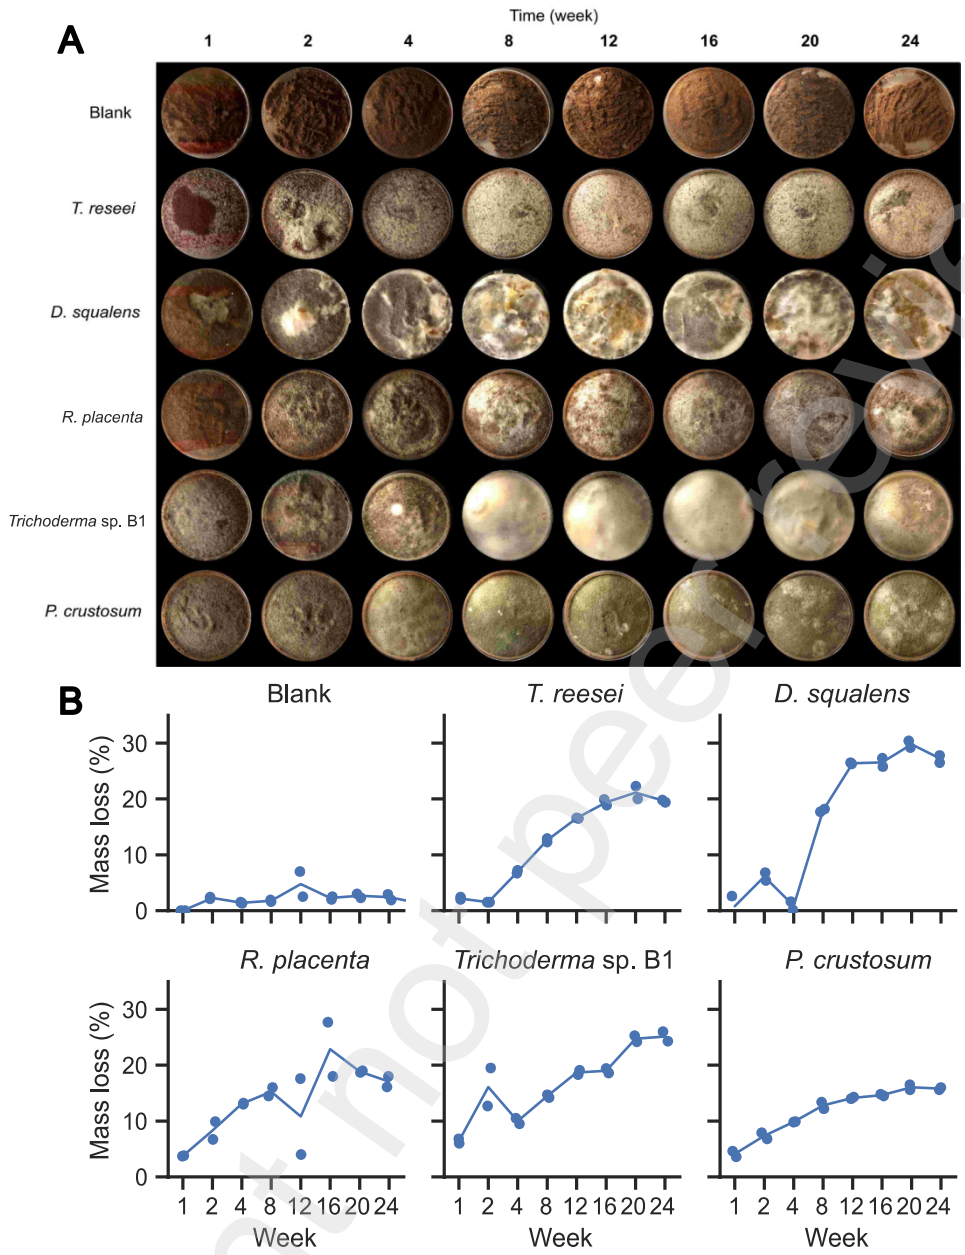 Time (week)
A
1 2 4 8 12 16 20 24
Blank
T. reseei
D. squalens
R. placenta
Trichoderma sp. B1
P. crustosum
B
Blank T. reesei D. squalens
Mass loss (%)
30
20
10
0
R. placenta Trichoderma sp. B1 P. crustosum
Mass loss (%)
30
20
10
0
1 2 4 8 12 16 20 24 1 2 4 8 12 16 20 24 1 2 4 8 12 16 20 24
Week Week Week
not peer review